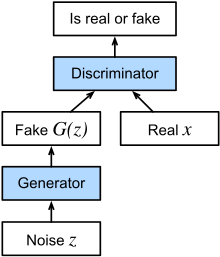 Is real or fake
Discriminator
Fake G(z)
Real x
Generator
Noise z